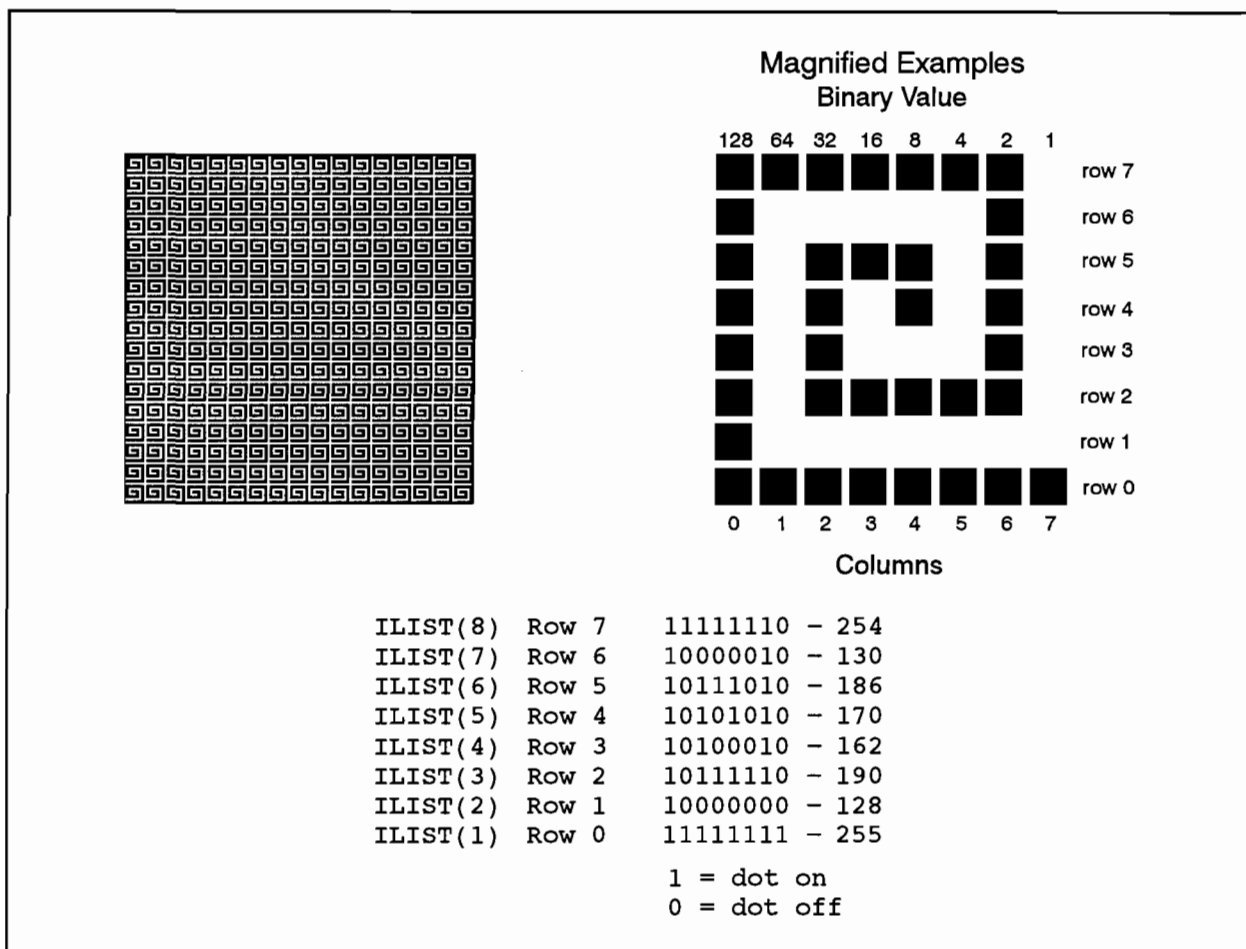 Magnified Examples
Binary Value
128 64 32 16 8 4 2 1
row 7
row 6
row 5
row 4
row 3
row 2
row 1
row 0
0 1 2 3 4 5 6 7
Columns
ILIST(8) Row 7 11111110 – 254
ILIST(7) Row 6 10000010 – 130
ILIST(6) Row 5 10111010 – 186
ILIST(5) Row 4 10101010 – 170
ILIST(4) Row 3 10100010 – 162
ILIST(3) Row 2 10111110 – 190
ILIST(2) Row 1 10000000 – 128
ILIST(1) Row 0 11111111 – 255
1 = dot on
0 = dot off